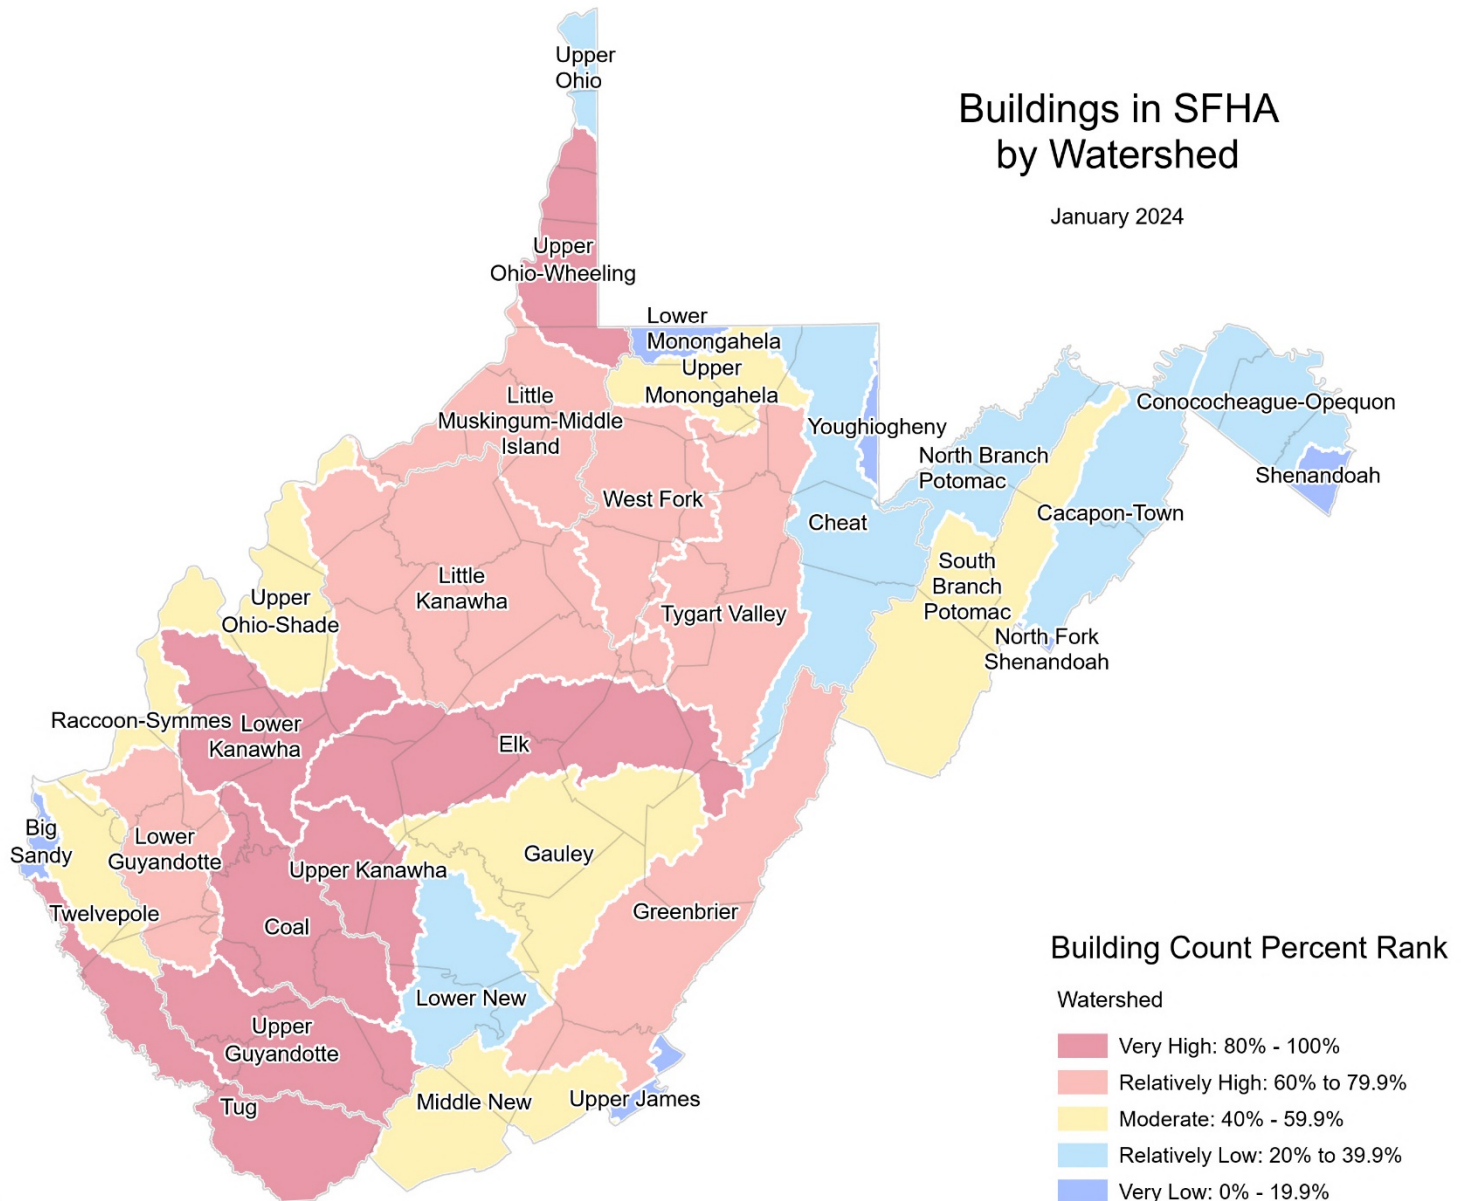 Upper
Ohio
Buildings in SFHA
by Watershed
January 2024
Upper
Ohio-Wheeling
Lower
Monongahela
Upper
Monongahela
Little
Muskingum-Middle
Island
Conococheague-Opequon
Youghiogheny
North Branch
Potomac
Shenandoah
West Fork
Cacapon-Town
Cheat
Little
Kanawha
South
Branch
Potomac
Upper
Ohio-Shade
Tygart Valley
North Fork
Shenandoah
Raccoon-Symmes
Lower
Kanawha
Elk
Big
Sandy
Lower
Guyandotte
Upper Kanawha
Gauley
Twelvepole
Coal
Greenbrier
Lower New
Upper
Guyandotte
Tug
Middle New
Upper James
Building Count Percent Rank
Watershed
Very High: 80% - 100%
Relatively High: 60% to 79.9%
Moderate: 40% - 59.9%
Relatively Low: 20% to 39.9%
Very Low: 0% - 19.9%